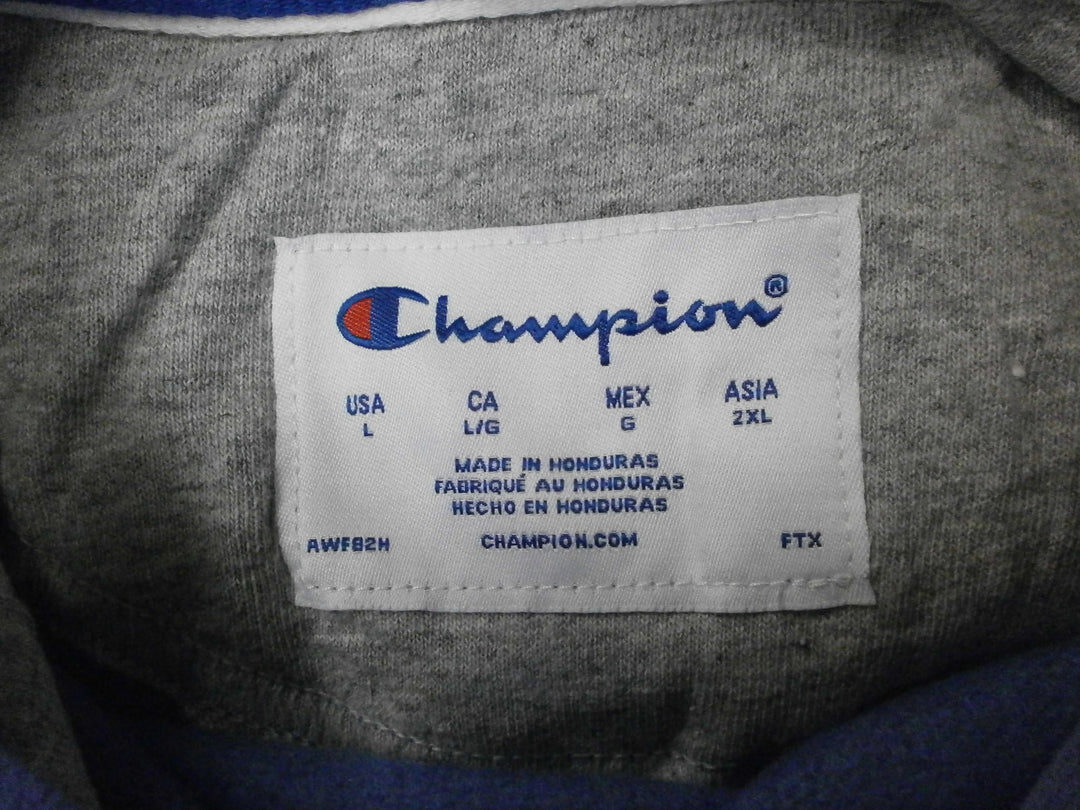 Champion®
USA CA MEX ASIA
L L/G G 2XL
MADE IN HONDURAS
FABRIQUÉ AU HONDURAS
HECHO EN HONDURAS
AWF82H CHAMPION.COM FTX